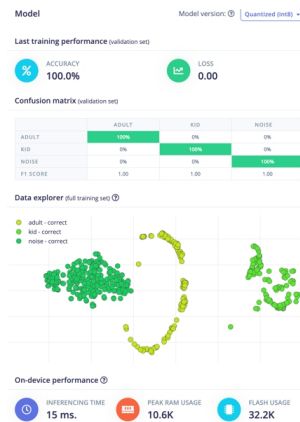 Model
Model version: Quantized (int8)
Last training performance (validation set)
%
ACCURACY
100.0%
LOSS
0.00
Confusion matrix (validation set)
ADULT KID NOISE
ADULT 100% 0% 0%
KID 0% 100% 0%
NOISE 0% 0% 100%
F1 SCORE 1.00 1.00 1.00
Data explorer (full training set)
adult - correct
kid - correct
noise - correct
On-device performance
INFERENCING TIME
15 ms.
PEAK RAM USAGE
10.6K
FLASH USAGE
32.2K